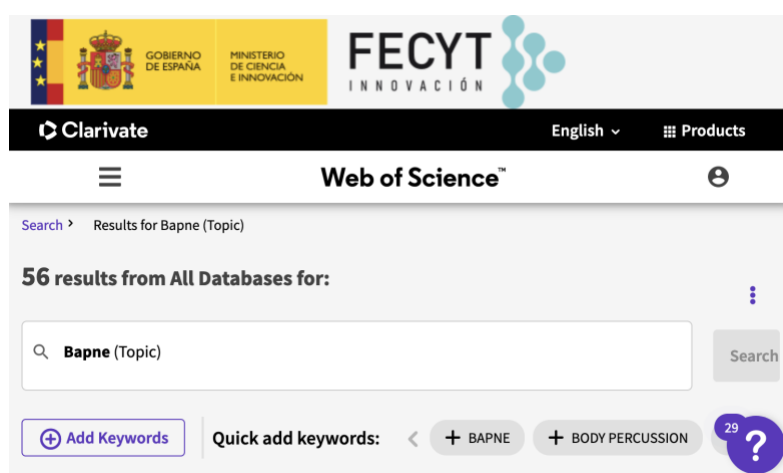 GOBIERNO
DE ESPAÑA
MINISTERIO
DE CIENCIA
E INNOVACIÓN
FECYT
INNOVACIÓN
Clarivate
English
Products
Web of Science™
Search > Results for Bapne (Topic)
56 results from All Databases for:
Bapne (Topic)
Search
Add Keywords
Quick add keywords:
+ BAPNE
+ BODY PERCUSSION
29
?